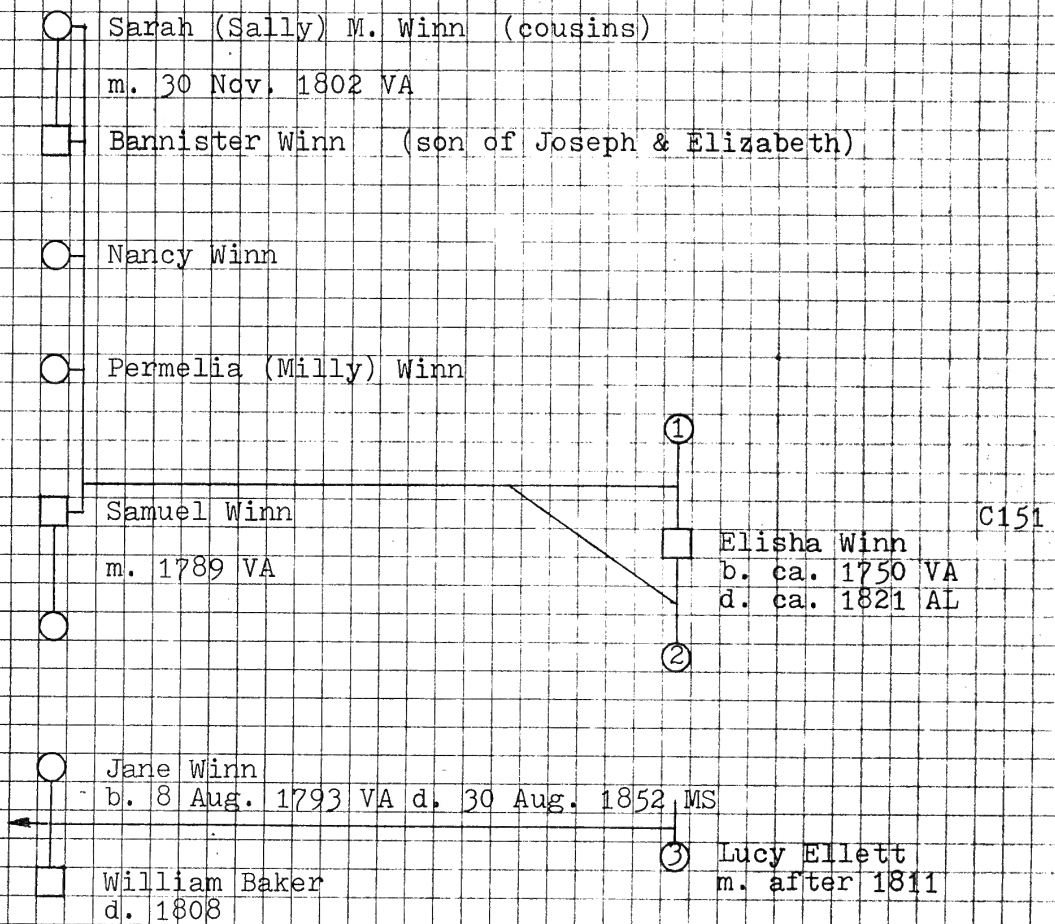 Sarah (Sally) M. Winn (cousins)
m. 30 Nov. 1802 VA
Bannister Winn (son of Joseph & Elizabeth)
Nancy Winn
Permelia (Milly) Winn
1
Samuel Winn
m. 1789 VA
C151
Elisha Winn
b. ca. 1750 VA
d. ca. 1821 AL
2
Jane Winn
b. 8 Aug. 1793 VA d. 30 Aug. 1852 MS
3 Lucy Ellett
m. after 1811
William Baker
d. 1808